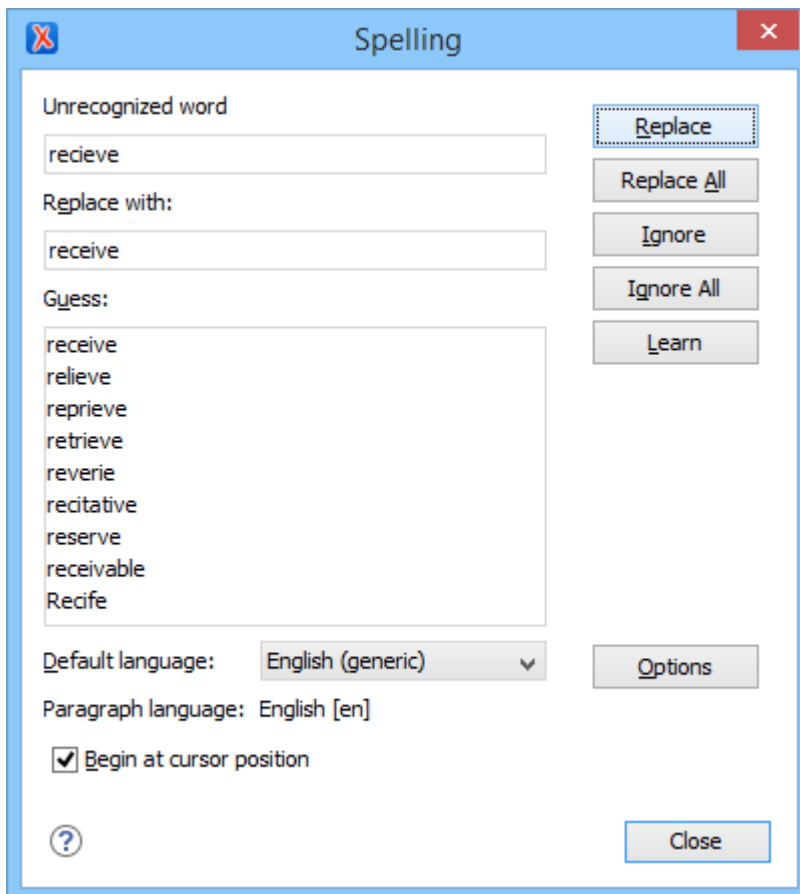 Spelling
Unrecognized word
recieve
Replace with:
receive
Guess:
receive
relieve
reprieve
retrieve
reverie
recitative
reserve
receivable
Recife
Replace
Replace All
Ignore
Ignore All
Learn
Default language: English (generic)
Options
Paragraph language: English [en]
Begin at cursor position
?
Close